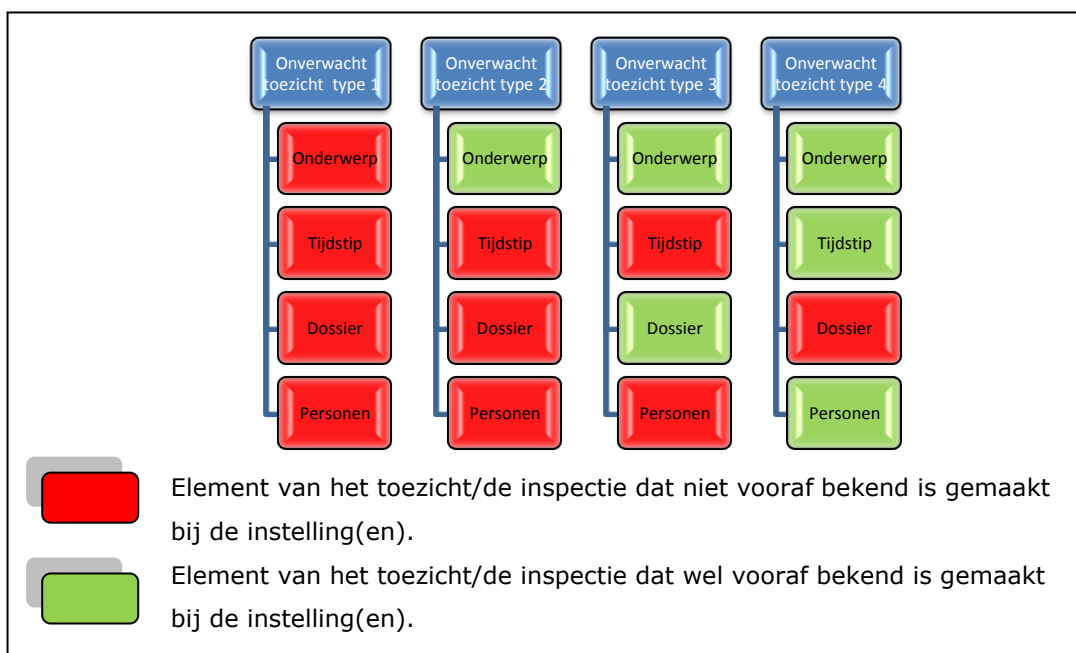 Onverwacht toezicht type 1
Onverwacht toezicht type 2
Onverwacht toezicht type 3
Onverwacht toezicht type 4
Onderwerp
Onderwerp
Onderwerp
Onderwerp
Tijdstip
Tijdstip
Tijdstip
Tijdstip
Dossier
Dossier
Dossier
Dossier
Personen
Personen
Personen
Personen
Element van het toezicht/de inspectie dat niet vooraf bekend is gemaakt
bij de instelling(en).
Element van het toezicht/de inspectie dat wel vooraf bekend is gemaakt
bij de instelling(en).